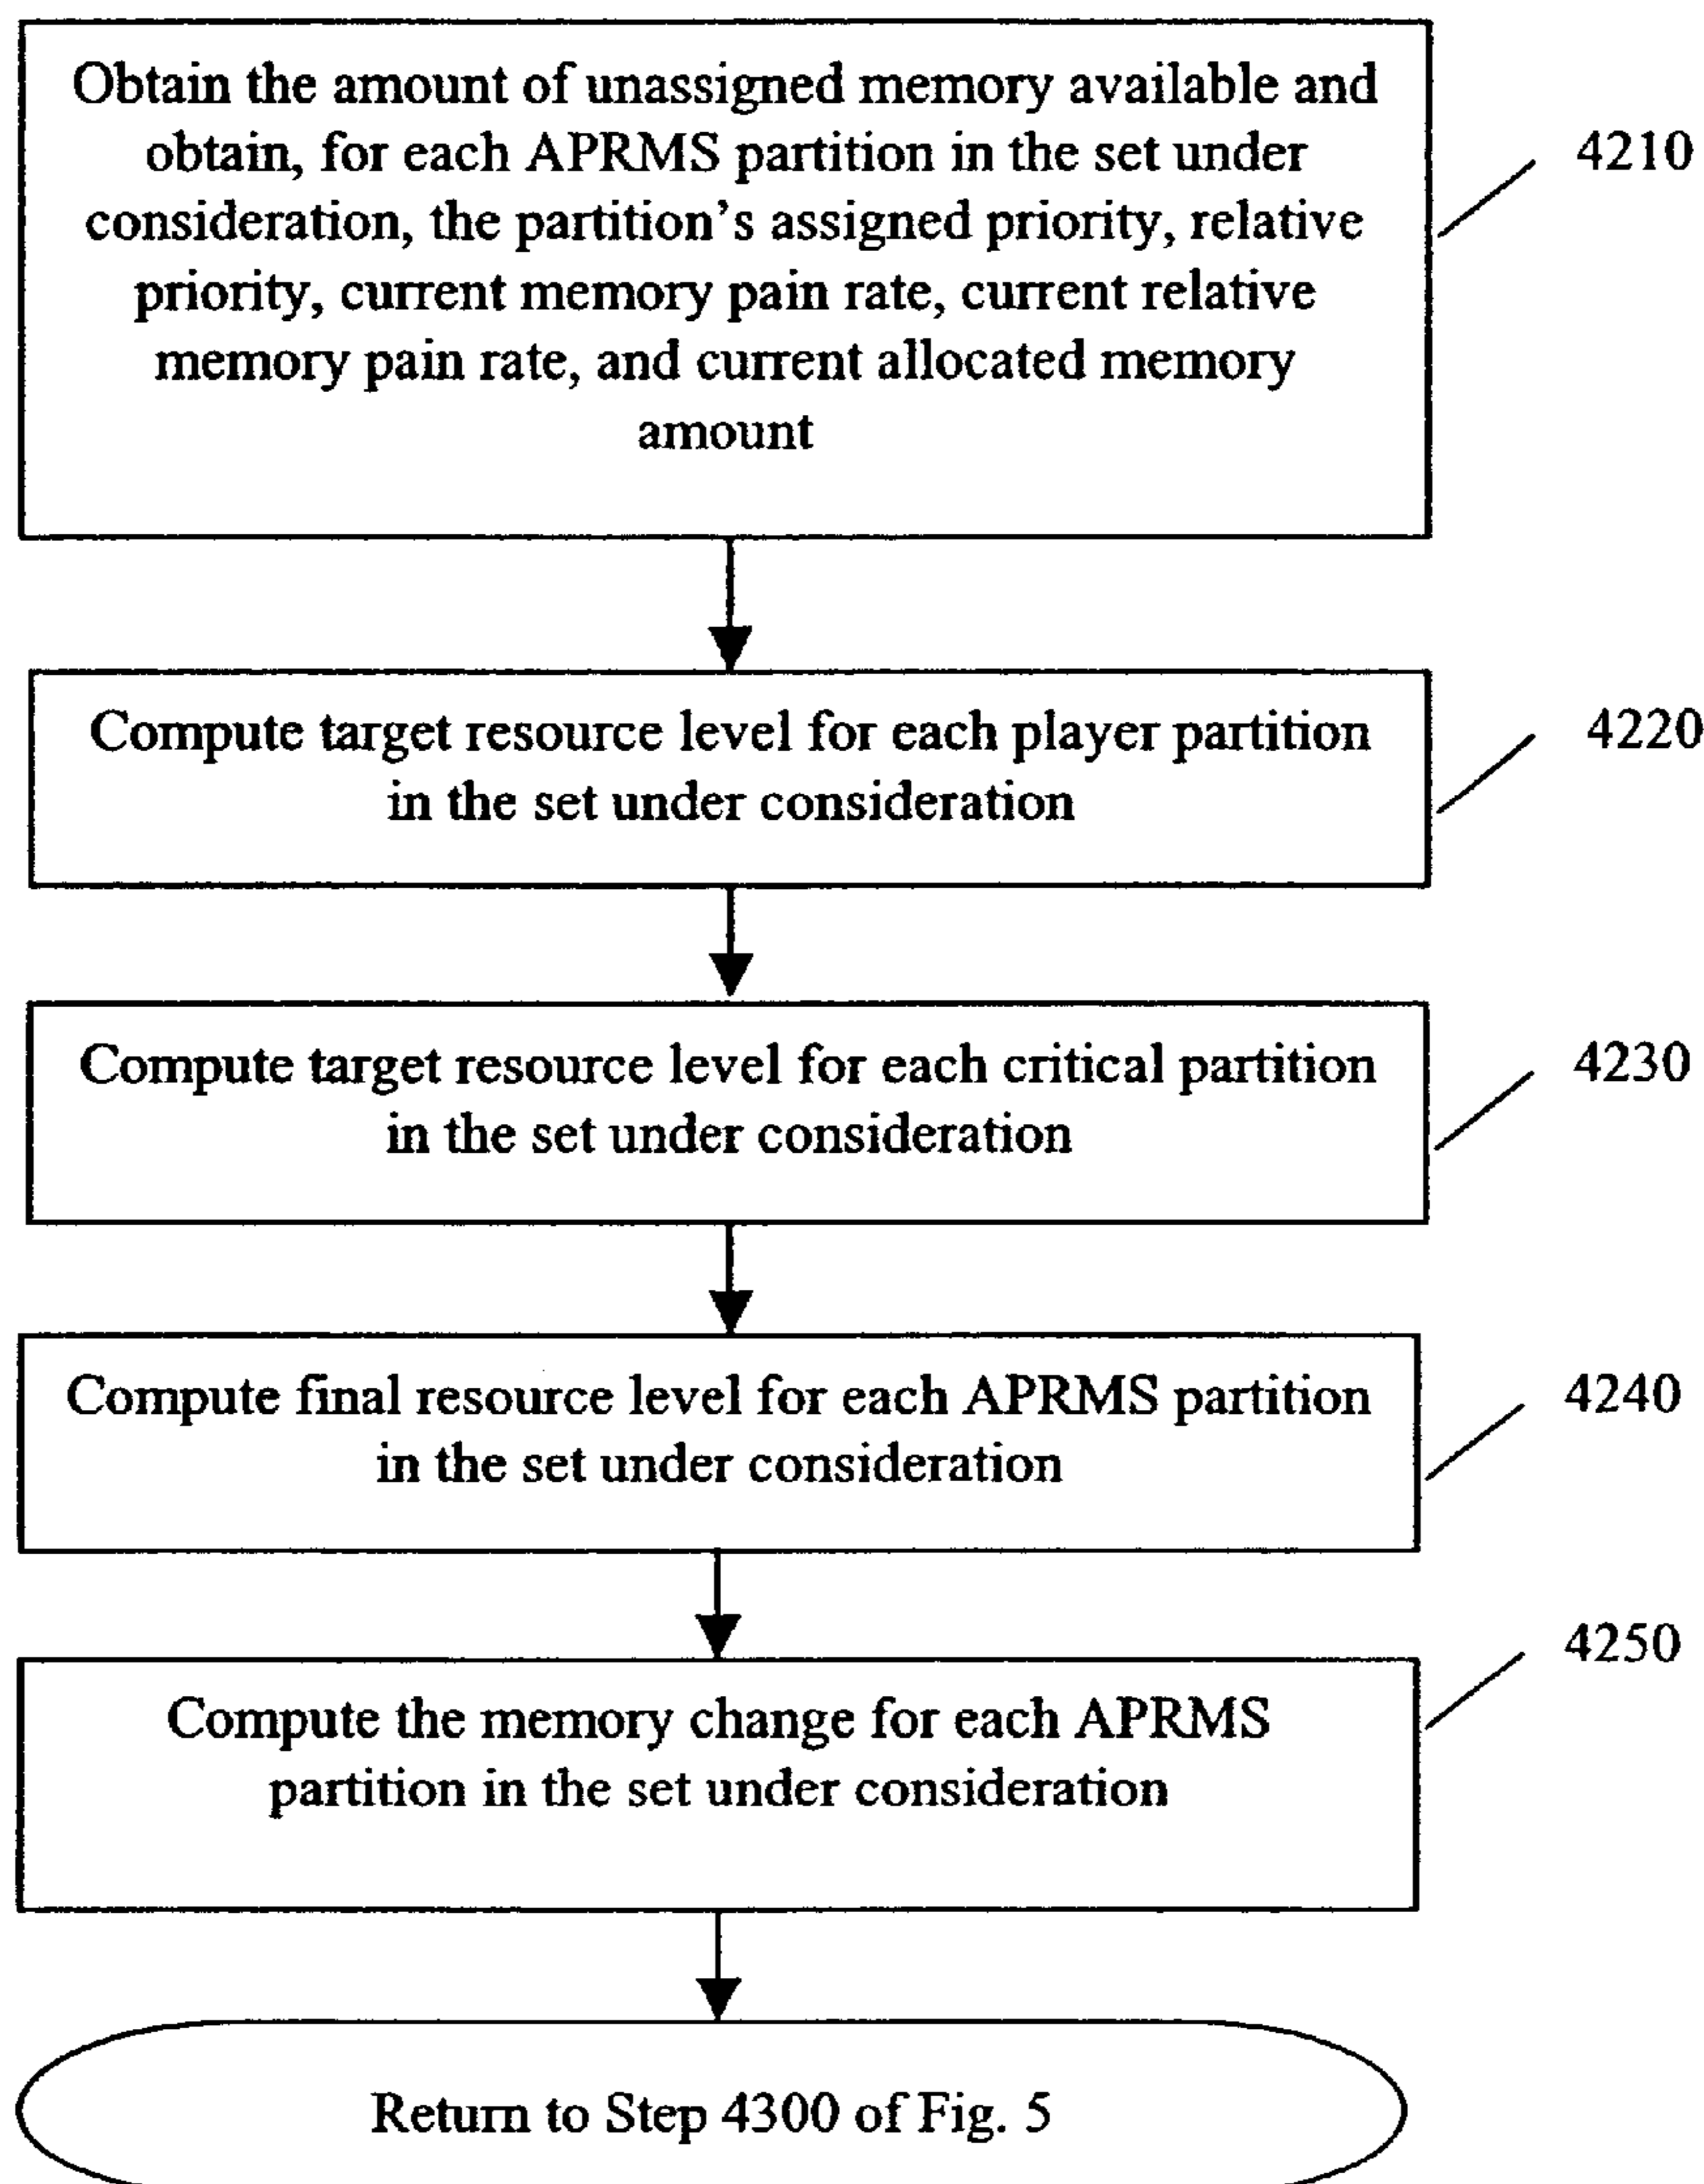 Obtain the amount of unassigned memory available and
obtain, for each APRMS partition in the set under
consideration, the partition's assigned priority, relative
priority, current memory pain rate, current relative
memory pain rate, and current allocated memory
amount
4210
Compute target resource level for each player partition
in the set under consideration
4220
Compute target resource level for each critical partition
in the set under consideration
4230
Compute final resource level for each APRMS partition
in the set under consideration
4240
Compute the memory change for each APRMS
partition in the set under consideration
4250
Return to Step 4300 of Fig. 5